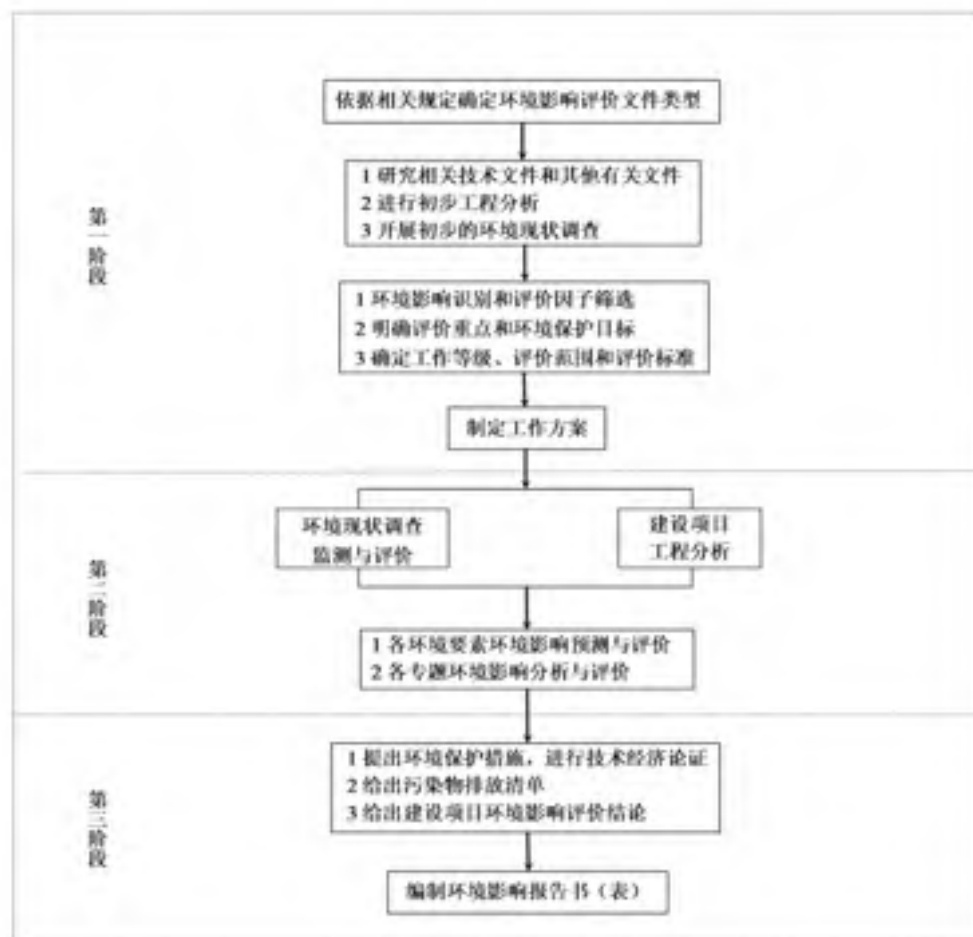 依据相关规定确定环境影响评价文件类型
第一阶段
1 研究相关技术文件和其他有关文件
2 进行初步工程分析
3 开展初步的环境现状调查
1 环境影响识别和评价因子筛选
2 明确评价重点和环境保护目标
3 确定工作等级、评价范围和评价标准
制定工作方案
第二阶段
环境现状调查
监测与评价
建设项目
工程分析
1 各环境要素环境影响预测与评价
2 各专题环境影响分析与评价
第三阶段
1 提出环境保护措施，进行技术经济论证
2 给出污染物排放清单
3 给出建设项目环境影响评价结论
编制环境影响报告书（表）